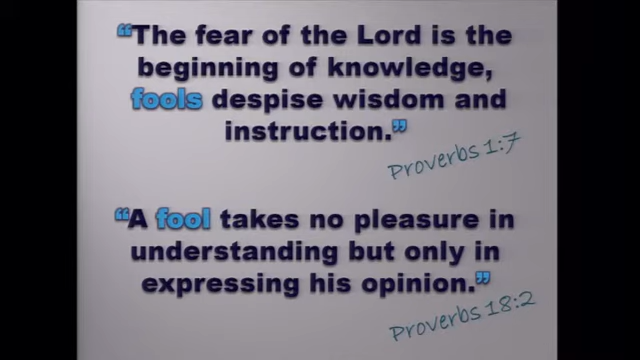 “The fear of the Lord is the
beginning of knowledge,
fools despise wisdom and
instruction.”
Proverbs 1:7
“A fool takes no pleasure in
understanding but only in
expressing his opinion.”
Proverbs 18:2